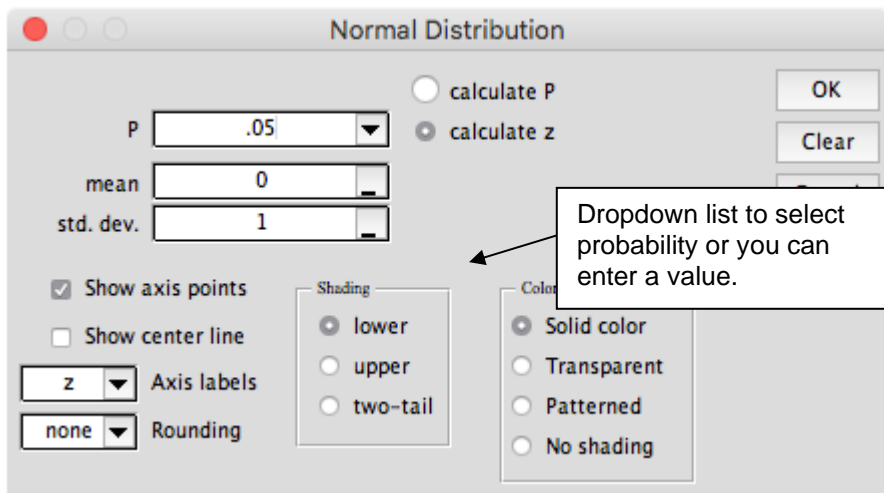 Normal Distribution
calculate P
OK
P
.05
calculate z
Clear
mean
0
std. dev.
1
Dropdown list to select
probability or you can
enter a value.
Show axis points
Shading
Color
lower
Solid color
Show center line
upper
Transparent
z
Axis labels
two-tail
Patterned
none
Rounding
No shading